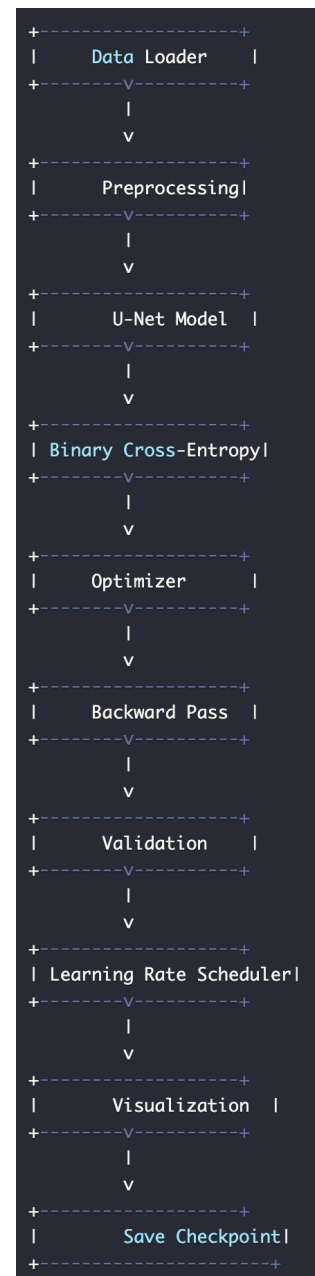 +--------------------+
|     Data Loader    |
+--------v----------+
         |
         v
+-------------------+
|      Preprocessing|
+--------v----------+
         |
         v
+-------------------+
|       U-Net Model  |
+--------v----------+
         |
         v
+-------------------+
| Binary Cross-Entropy|
+--------v----------+
         |
         v
+-------------------+
|     Optimizer      |
+--------v----------+
         |
         v
+-------------------+
|     Backward Pass  |
+--------v----------+
         |
         v
+-------------------+
|      Validation    |
+--------v----------+
         |
         v
+-------------------+
| Learning Rate Scheduler|
+--------v----------+
         |
         v
+-------------------+
|       Visualization  |
+--------v----------+
         |
         v
+-------------------+
|        Save Checkpoint|
+----------------------+